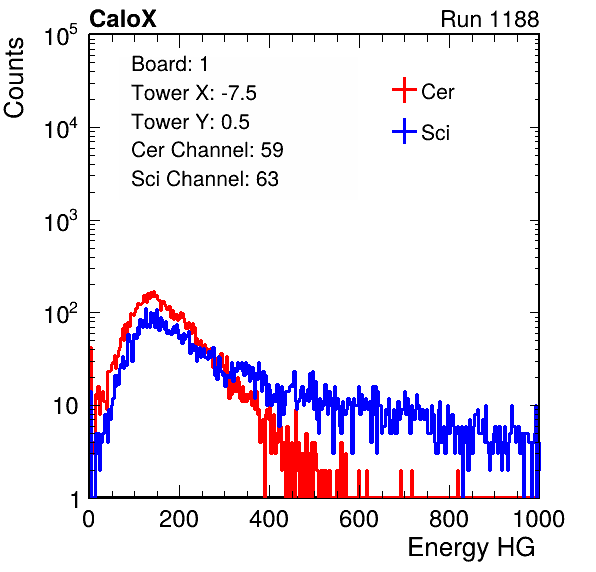 CaloX Run 1188
Counts
Board: 1
Tower X: -7.5
Tower Y: 0.5
Cer Channel: 59
Sci Channel: 63
Cer
Sci
10^5
10^4
10^3
10^2
10
1
0 200 400 600 800 1000
Energy HG